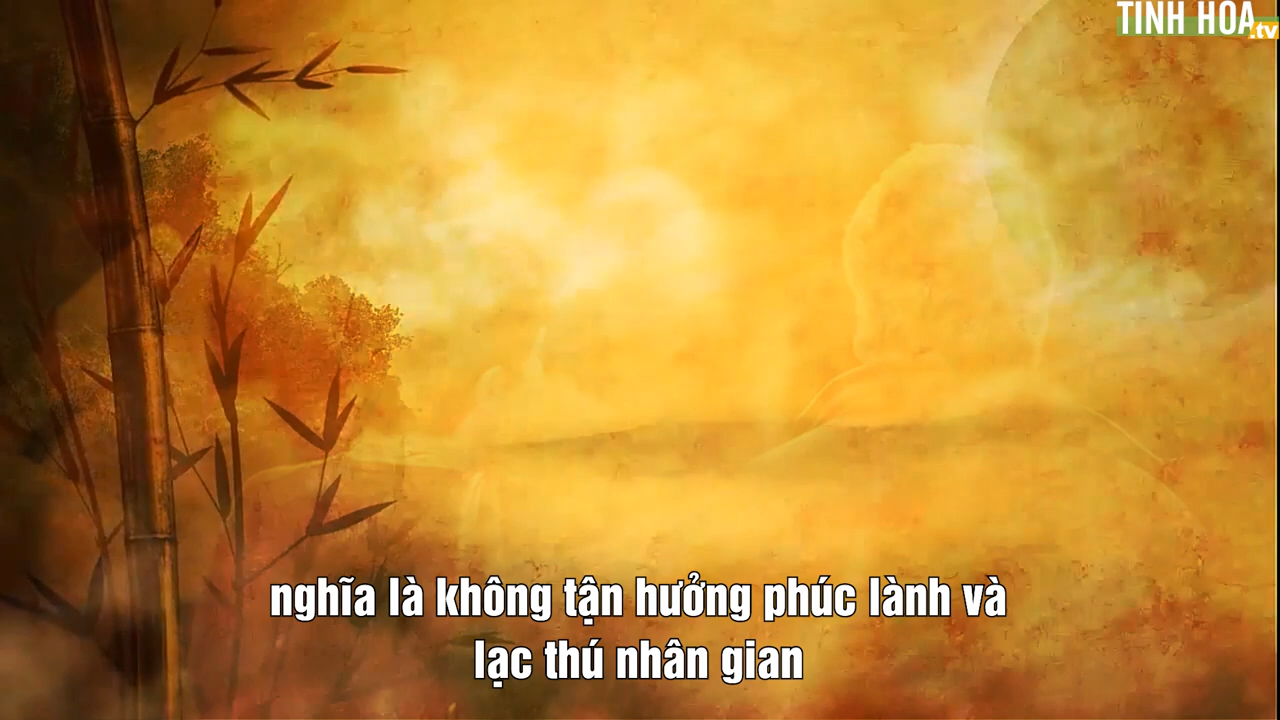 TINH HOA
.tv
nghĩa là không tận hưởng phúc lành và
lạc thú nhân gian